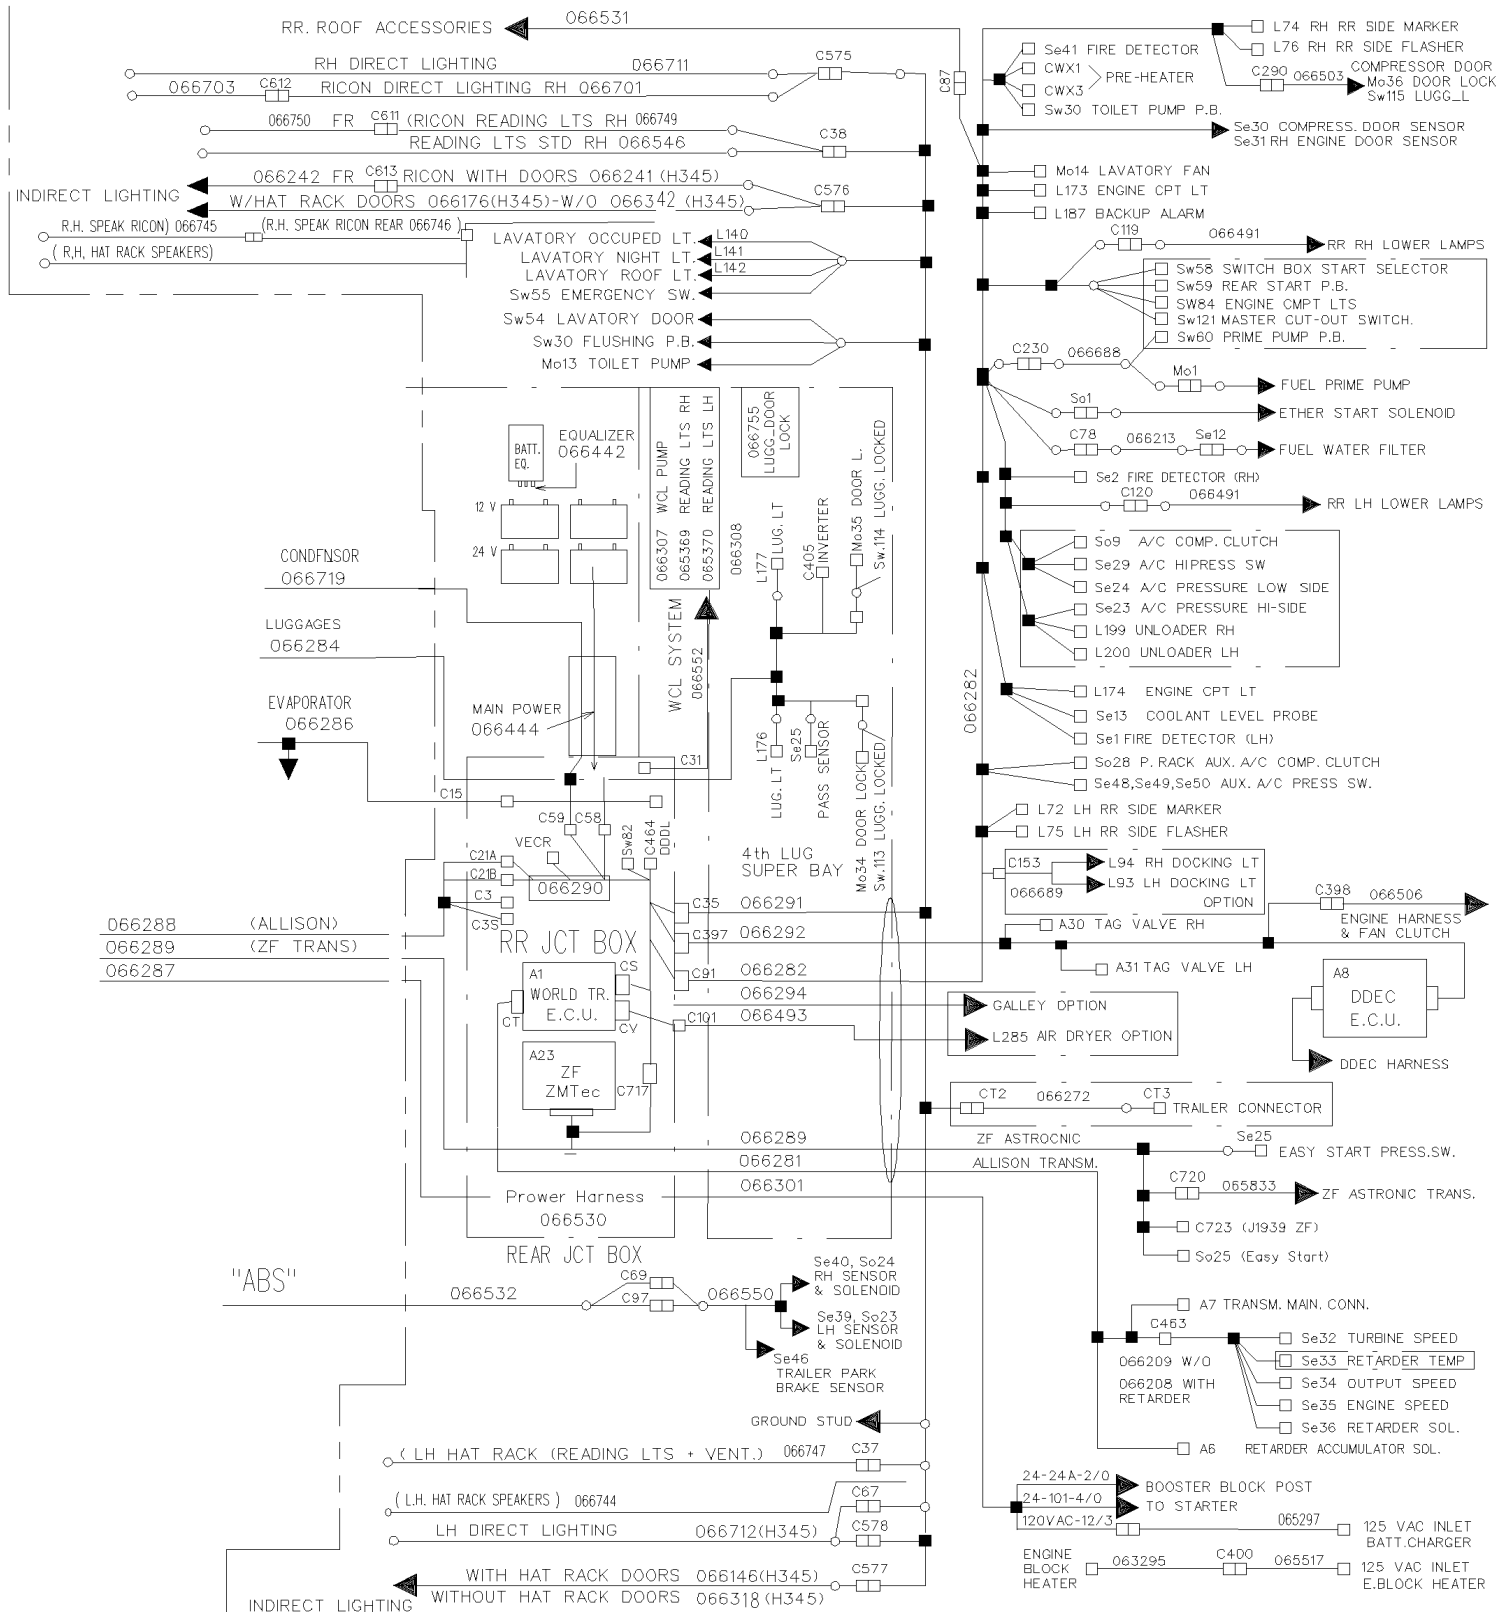 RR. ROOF ACCESSORIES
066531
RH DIRECT LIGHTING
066711
C575
066703
C612
RICON DIRECT LIGHTING RH 066701
066750 FR
C611
(RICON READING LTS RH 066749
READING LTS STD RH 066546
C38
066242 FR
C613
RICON WITH DOORS 066241 (H345)
INDIRECT LIGHTING
W/HAT RACK DOORS 066176(H345)-W/O 066342 (H345)
C576
R.H. SPEAK RICON) 066745
(R.H. SPEAK RICON REAR 066746 )
( R,H, HAT RACK SPEAKERS)
LAVATORY OCCUPED LT.
L140
LAVATORY NIGHT LT.
L141
LAVATORY ROOF LT.
L142
Sw55 EMERGENCY SW.
Sw54 LAVATORY DOOR
Sw30 FLUSHING P.B.
Mo13 TOILET PUMP
C87
L74 RH RR SIDE MARKER
L76 RH RR SIDE FLASHER
Se41 FIRE DETECTOR
CWX1
CWX3
PRE-HEATER
Sw30 TOILET PUMP P.B.
C290
066503
COMPRESSOR DOOR
Mo36 DOOR LOCK
Sw115 LUGG_L
Se30 COMPRESS. DOOR SENSOR
Se31 RH ENGINE DOOR SENSOR
Mo14 LAVATORY FAN
L173 ENGINE CPT LT
L187 BACKUP ALARM
C119
066491
RR RH LOWER LAMPS
Sw58 SWITCH BOX START SELECTOR
Sw59 REAR START P.B.
SW84 ENGINE CMPT LTS
Sw121 MASTER CUT-OUT SWITCH.
Sw60 PRIME PUMP P.B.
C230
066688
Mo1
FUEL PRIME PUMP
So1
ETHER START SOLENOID
C78
066213
Se12
FUEL WATER FILTER
Se2 FIRE DETECTOR (RH)
C120
066491
RR LH LOWER LAMPS
So9 A/C COMP. CLUTCH
Se29 A/C HIPRESS SW
Se24 A/C PRESSURE LOW SIDE
Se23 A/C PRESSURE HI-SIDE
L199 UNLOADER RH
L200 UNLOADER LH
066282
L174 ENGINE CPT LT
Se13 COOLANT LEVEL PROBE
Se1 FIRE DETECTOR (LH)
So28 P. RACK AUX. A/C COMP. CLUTCH
Se48,Se49,Se50 AUX. A/C PRESS SW.
L72 LH RR SIDE MARKER
L75 LH RR SIDE FLASHER
C153
066689
L94 RH DOCKING LT
L93 LH DOCKING LT
OPTION
BATT.
EQ.
EQUALIZER
066442
12 V
24 V
066307 WCL PUMP
065369 READING LTS RH
065370 READING LTS LH
066308
066755
LUGG_DOOR
LOCK
WCL SYSTEM
066552
L177
LUG. LT
C405
INVERTER
Mo35 DOOR L.
Sw.114 LUGG. LOCKED
CONDFNSOR
066719
LUGGAGES
066284
EVAPORATOR
066286
MAIN POWER
066444
L176
LUG. LT
Se25
PASS SENSOR
Mo34 DOOR LOCK
Sw.113 LUGG. LOCKED
C31
C15
C59
C58
Sw82
C464
DDDL
VECR
C21A
C21B
066290
C3
C3S
4th LUG
SUPER BAY
RR JCT BOX
C35
066291
C397
066292
C91
066282
066294
C101
066493
066288 (ALLISON)
066289 (ZF TRANS)
066287
A1
WORLD TR.
E.C.U.
CS
CT
CV
A23
ZF
ZMTec
C717
A30 TAG VALVE RH
A31 TAG VALVE LH
C398
066506
ENGINE HARNESS
& FAN CLUTCH
A8
DDEC
E.C.U.
DDEC HARNESS
GALLEY OPTION
L285 AIR DRYER OPTION
CT2
066272
CT3
TRAILER CONNECTOR
066289
ZF ASTROCNIC
066281
ALLISON TRANSM.
066301
Prower Harness
066530
REAR JCT BOX
Se25
EASY START PRESS.SW.
C720
065833
ZF ASTRONIC TRANS.
C723 (J1939 ZF)
So25 (Easy Start)
"ABS"
066532
C69
C97
066550
Se40, So24
RH SENSOR
& SOLENOID
Se39, So23
LH SENSOR
& SOLENOID
Se46
TRAILER PARK
BRAKE SENSOR
A7 TRANSM. MAIN. CONN.
C463
066209 W/O
066208 WITH
RETARDER
Se32 TURBINE SPEED
Se33 RETARDER TEMP
Se34 OUTPUT SPEED
Se35 ENGINE SPEED
Se36 RETARDER SOL.
A6 RETARDER ACCUMULATOR SOL.
GROUND STUD
( LH HAT RACK (READING LTS + VENT.) 066747
C37
( L.H. HAT RACK SPEAKERS ) 066744
C67
LH DIRECT LIGHTING
066712(H345)
C578
WITH HAT RACK DOORS 066146(H345)
C577
INDIRECT LIGHTING
WITHOUT HAT RACK DOORS 066318(H345)
24-24A-2/0
BOOSTER BLOCK POST
24-101-4/0
TO STARTER
120VAC-12/3
065297
125 VAC INLET
BATT.CHARGER
ENGINE
BLOCK
HEATER
063295
C400
065517
125 VAC INLET
E.BLOCK HEATER